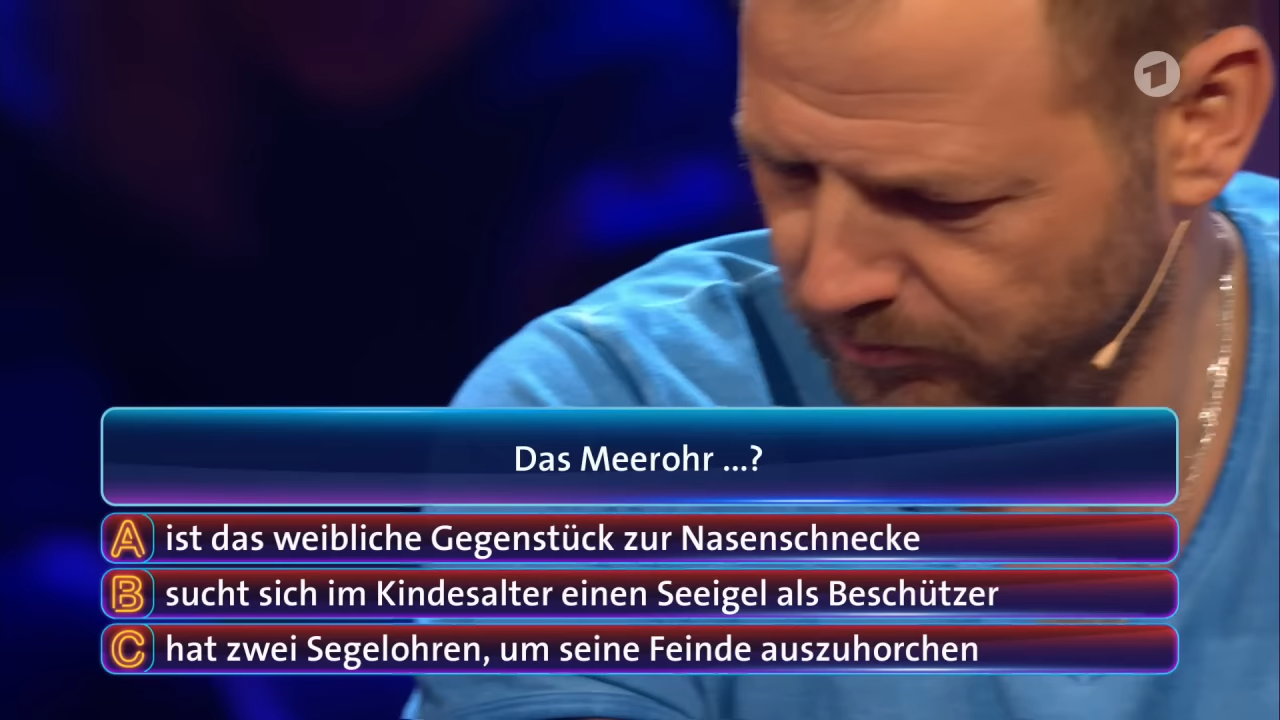 1
Das Meerohr ...?
A ist das weibliche Gegenstück zur Nasenschnecke
B sucht sich im Kindesalter einen Seeigel als Beschützer
C hat zwei Segelohren, um seine Feinde auszuhorchen